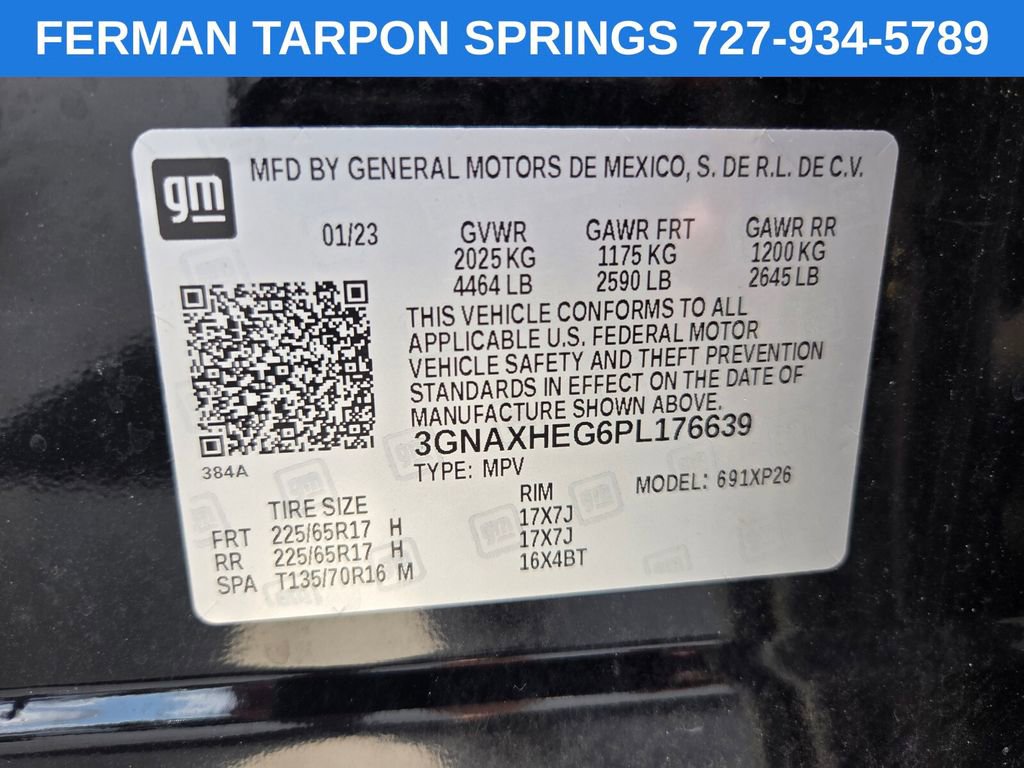 FERMAN TARPON SPRINGS 727-934-5789
gm
MFD BY GENERAL MOTORS DE MEXICO, S. DE R.L. DE C.V.
01/23 GVWR GAWR FRT GAWR RR
2025 KG 1175 KG 1200 KG
4464 LB 2590 LB 2645 LB
THIS VEHICLE CONFORMS TO ALL
APPLICABLE U.S. FEDERAL MOTOR
VEHICLE SAFETY AND THEFT PREVENTION
STANDARDS IN EFFECT ON THE DATE OF
MANUFACTURE SHOWN ABOVE.
3GNAXHEG6PL176639
384A
TYPE: MPV MODEL: 691XP26
TIRE SIZE RIM
FRT 225/65R17 H 17X7J
RR 225/65R17 H 17X7J
SPA T135/70R16 M 16X4BT